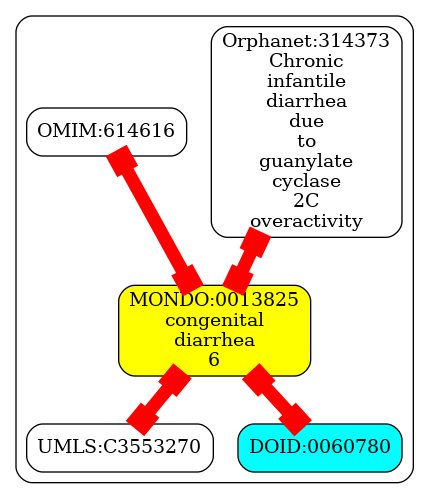 Orphanet:314373
Chronic
infantile
diarrhea
due
to
guanylate
cyclase
2C
overactivity
OMIM:614616
MONDO:0013825
congenital
diarrhea
6
UMLS:C3553270
DOID:0060780